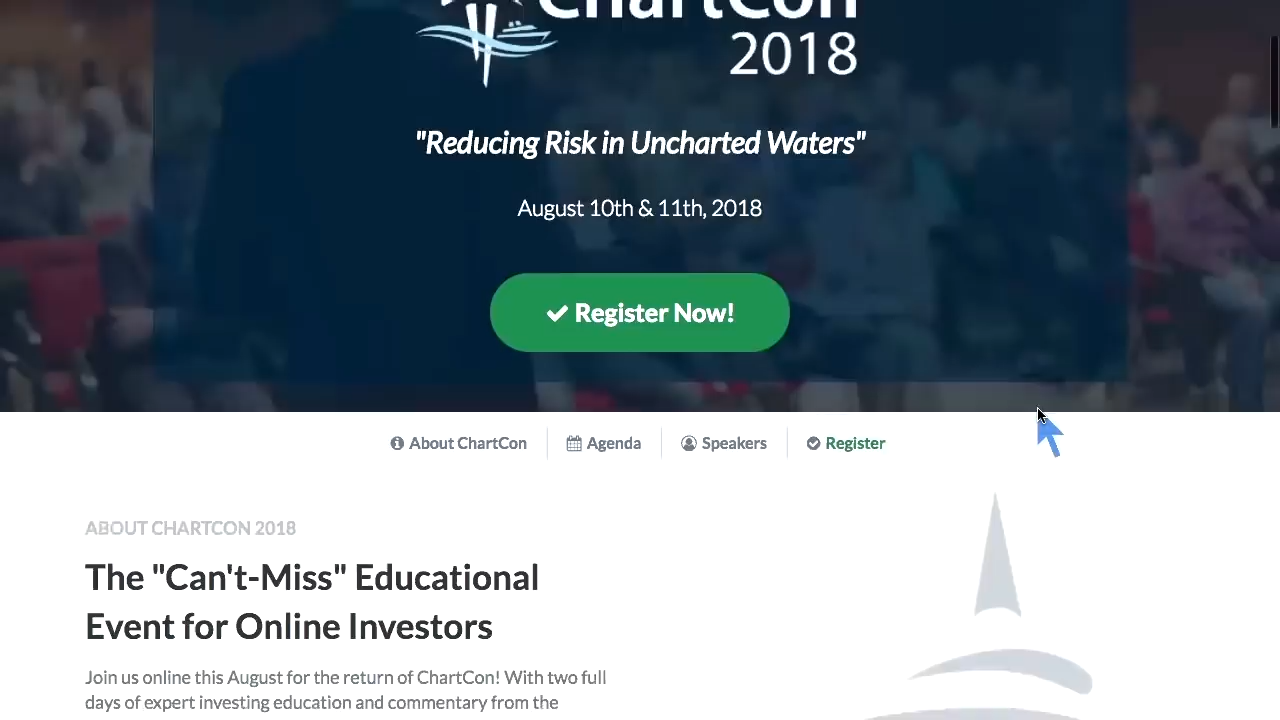 ChartCon
2018
"Reducing Risk in Uncharted Waters"
August 10th & 11th, 2018
Register Now!
About ChartCon
Agenda
Speakers
Register
ABOUT CHARTCON 2018
The "Can't-Miss" Educational
Event for Online Investors
Join us online this August for the return of ChartCon! With two full
days of expert investing education and commentary from the